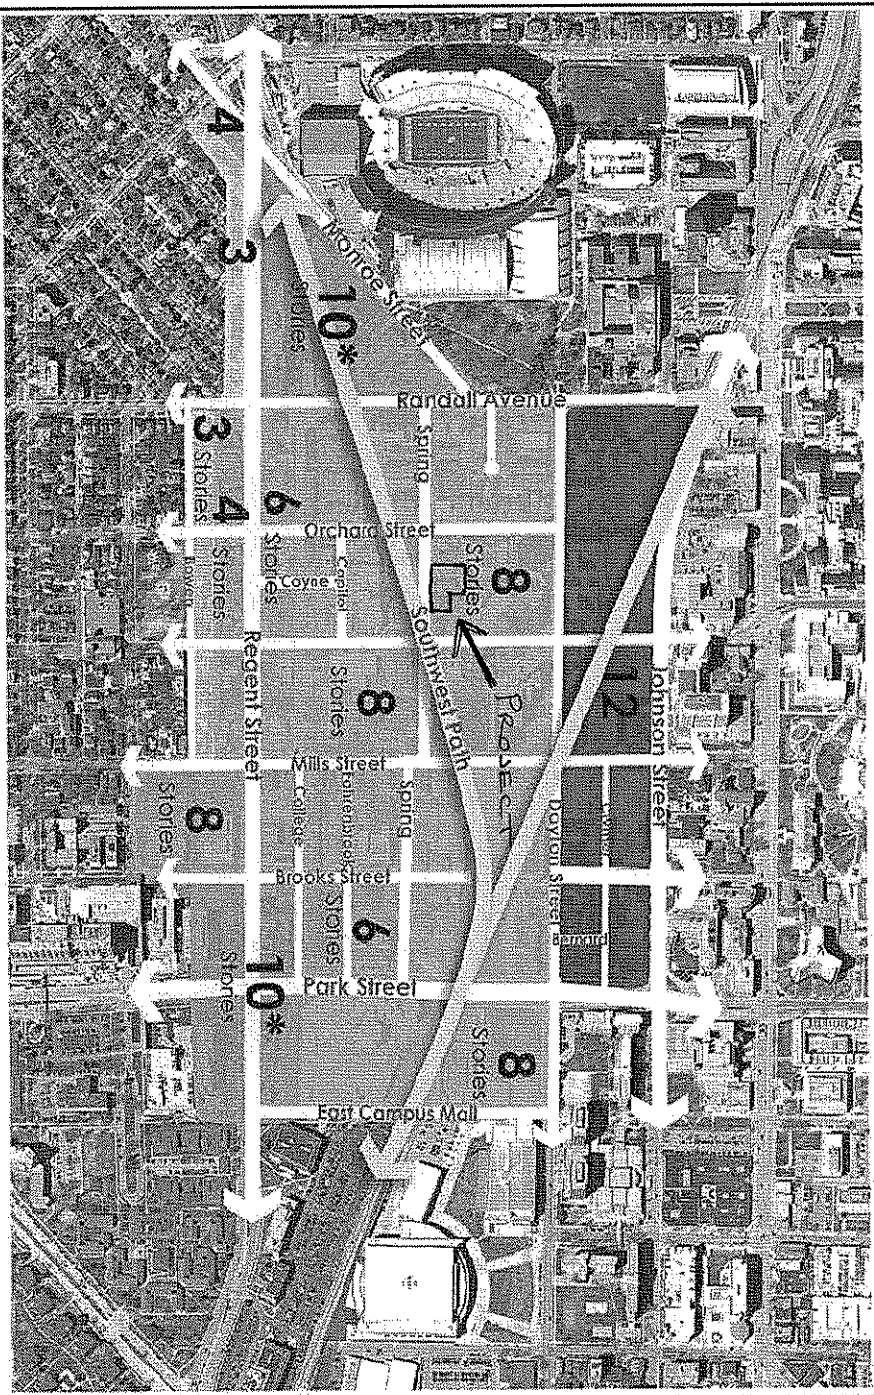 4
3
10*
Stories
Monroe Street
Randall Avenue
3
Stories
4
Stories
6
Stories
Orchard Street
Spring
Capitol
Coyne
8
Stories
PROJECT
Southwest Path
Regent Street
8
Stories
12
Johnson Street
Mills Street
College
Spring
Dayton Street
8
Stories
Brooks Street
6
Stories
Barnard
Park Street
10*
Stories
8
Stories
East Campus Mall